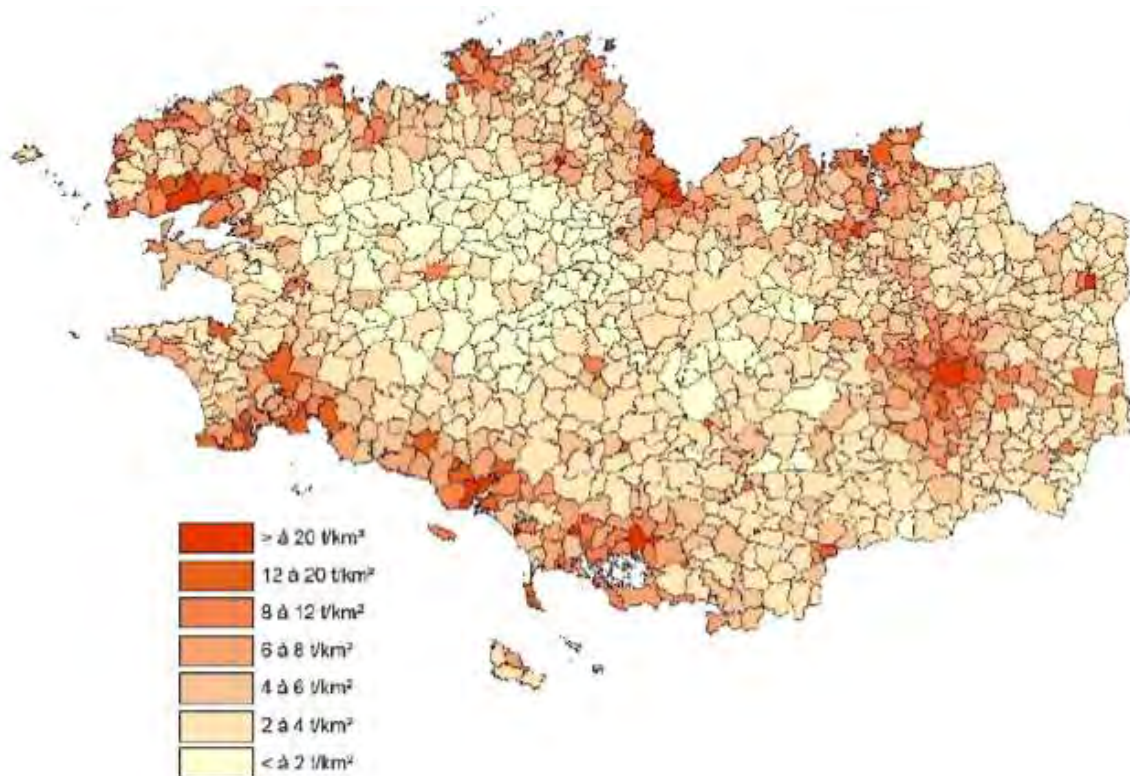 > à 20 t/km²
12 à 20 t/km²
8 à 12 t/km²
6 à 8 t/km²
4 à 6 t/km²
2 à 4 t/km²
< à 2 t/km²